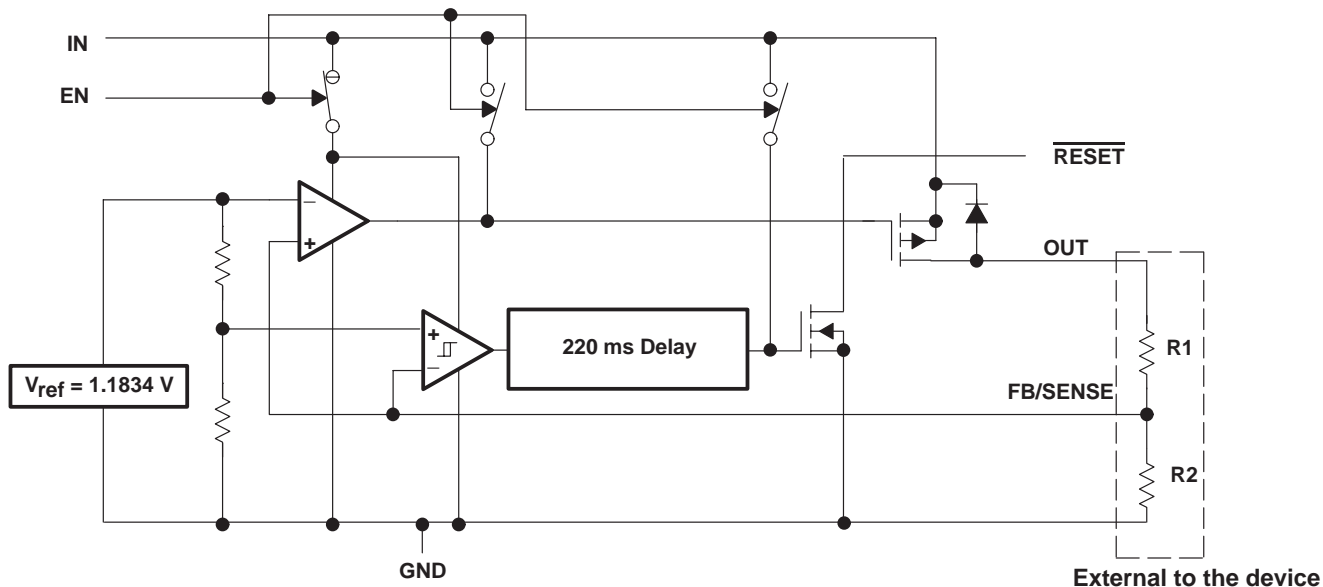 IN
EN
RESET
−
+
OUT
+
−
220 ms Delay
R1
Vref = 1.1834 V
FB/SENSE
R2
GND
External to the device